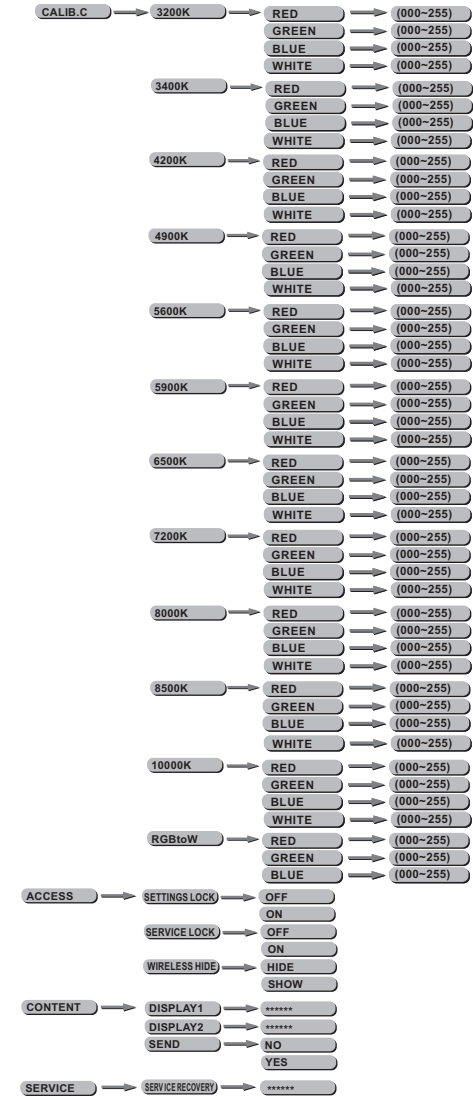 CALIB.C 3200K RED (000~255)
GREEN (000~255)
BLUE (000~255)
WHITE (000~255)
3400K RED (000~255)
GREEN (000~255)
BLUE (000~255)
WHITE (000~255)
4200K RED (000~255)
GREEN (000~255)
BLUE (000~255)
WHITE (000~255)
4900K RED (000~255)
GREEN (000~255)
BLUE (000~255)
WHITE (000~255)
5600K RED (000~255)
GREEN (000~255)
BLUE (000~255)
WHITE (000~255)
5900K RED (000~255)
GREEN (000~255)
BLUE (000~255)
WHITE (000~255)
6500K RED (000~255)
GREEN (000~255)
BLUE (000~255)
WHITE (000~255)
7200K RED (000~255)
GREEN (000~255)
BLUE (000~255)
WHITE (000~255)
8000K RED (000~255)
GREEN (000~255)
BLUE (000~255)
WHITE (000~255)
8500K RED (000~255)
GREEN (000~255)
BLUE (000~255)
WHITE (000~255)
10000K RED (000~255)
GREEN (000~255)
BLUE (000~255)
WHITE (000~255)
RGBtoW RED (000~255)
GREEN (000~255)
BLUE (000~255)
ACCESS SETTINGS LOCK OFF
ON
SERVICE LOCK OFF
ON
WIRELESS HIDE HIDE
SHOW
CONTENT DISPLAY1 ******
DISPLAY2 ******
SEND NO
YES
SERVICE SERVICE RECOVERY ******